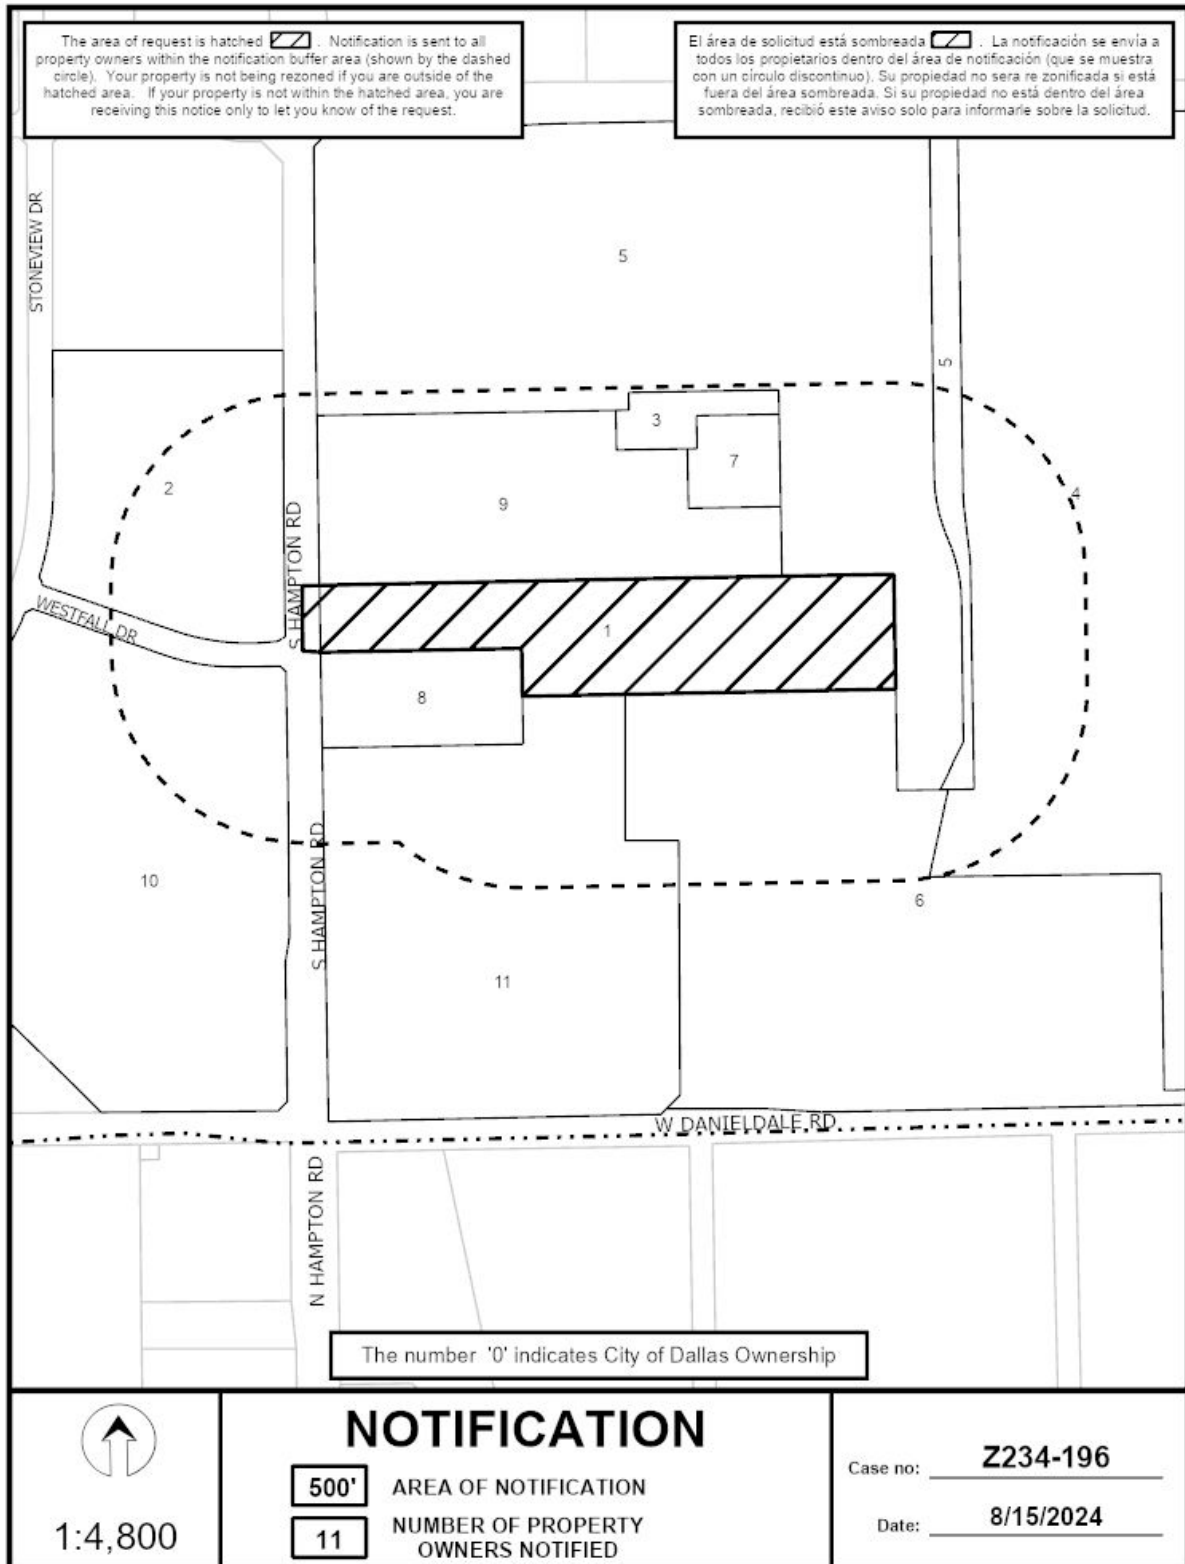 The area of request is hatched . Notification is sent to all
property owners within the notification buffer area (shown by the dashed
circle). Your property is not being rezoned if you are outside of the
hatched area. If your property is not within the hatched area, you are
receiving this notice only to let you know of the request.
El área de solicitud está sombreada . La notificación se envía a
todos los propietarios dentro del área de notificación (que se muestra
con un círculo discontinuo). Su propiedad no sera re zonificada si está
fuera del área sombreada. Si su propiedad no está dentro del área
sombreada, recibió este aviso solo para informarle sobre la solicitud.
STONEVIEW DR
5
5
3
7
2
4
9
S HAMPTON RD
WESTFALL DR
1
8
S HAMPTON RD
10
6
11
W DANIELDALE RD
N HAMPTON RD
The number '0' indicates City of Dallas Ownership
1:4,800
NOTIFICATION
500' AREA OF NOTIFICATION
11 NUMBER OF PROPERTY
OWNERS NOTIFIED
Case no: Z234-196
Date: 8/15/2024